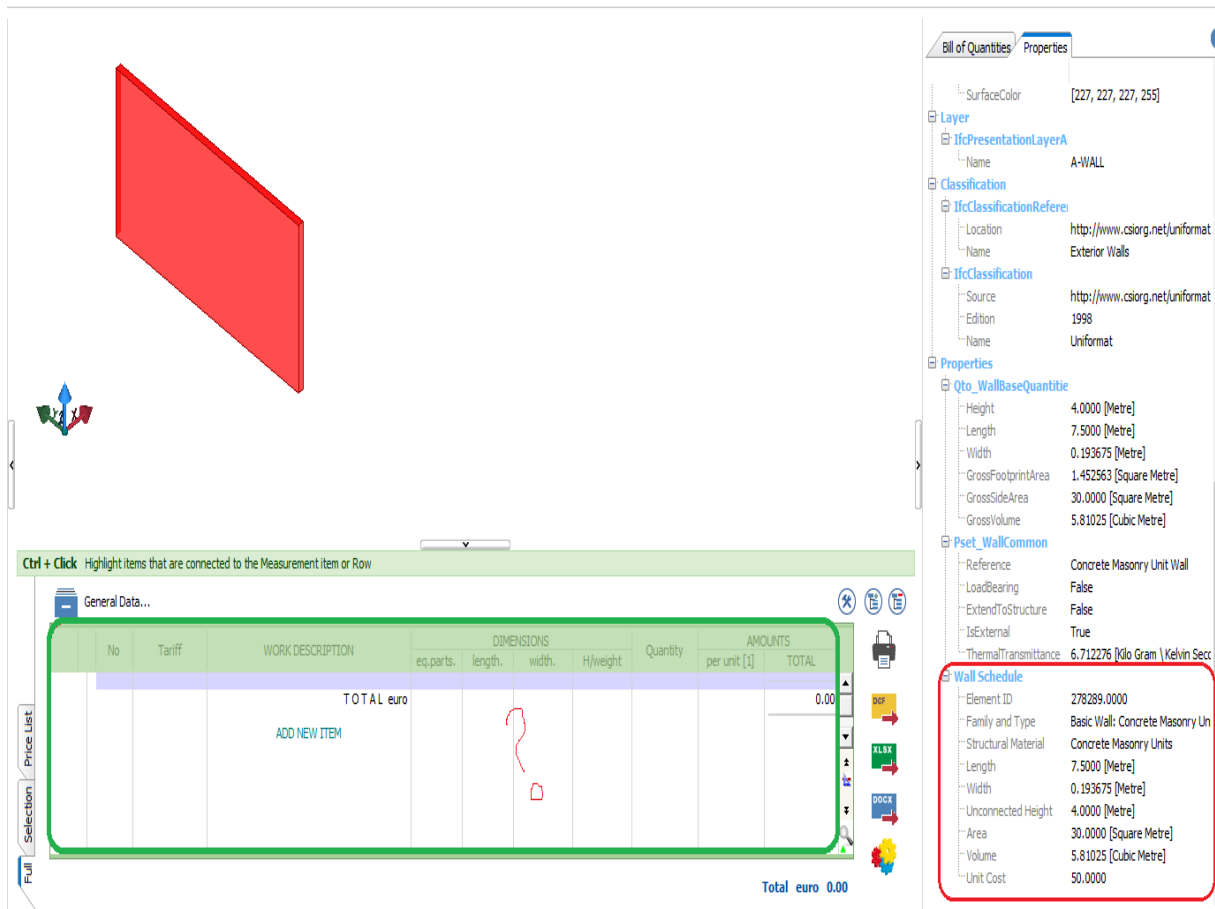 Bill of Quantities Properties
SurfaceColor [227, 227, 227, 255]
Layer
IfcPresentationLayerA
Name A-WALL
Classification
IfcClassificationRefere
Location http://www.csiorg.net/uniformat
Name Exterior Walls
IfcClassification
Source http://www.csiorg.net/uniformat
Edition 1998
Name Uniformat
Properties
Qto_WallBaseQuantitie
Height 4.0000 [Metre]
Length 7.5000 [Metre]
Width 0.193675 [Metre]
GrossFootprintArea 1.452563 [Square Metre]
GrossSideArea 30.0000 [Square Metre]
GrossVolume 5.81025 [Cubic Metre]
Pset_WallCommon
Reference Concrete Masonry Unit Wall
LoadBearing False
ExtendToStructure False
IsExternal True
ThermalTransmittance 6.712276 [Kilo Gram \ Kelvin Secc
Wall Schedule
Element ID 278289.0000
Family and Type Basic Wall: Concrete Masonry Un
Structural Material Concrete Masonry Units
Length 7.5000 [Metre]
Width 0.193675 [Metre]
Unconnected Height 4.0000 [Metre]
Area 30.0000 [Square Metre]
Volume 5.81025 [Cubic Metre]
Unit Cost 50.0000
Y Z X
Ctrl + Click Highlight items that are connected to the Measurement item or Row
General Data...
No Tariff WORK DESCRIPTION DIMENSIONS Quantity AMOUNTS
eq.parts. length. width. H/weight per unit [1] TOTAL
T O T A L euro 0.00
ADD NEW ITEM
?
Price List
Selection
Full
DCF
XLSX
DOCX
Total euro 0.00